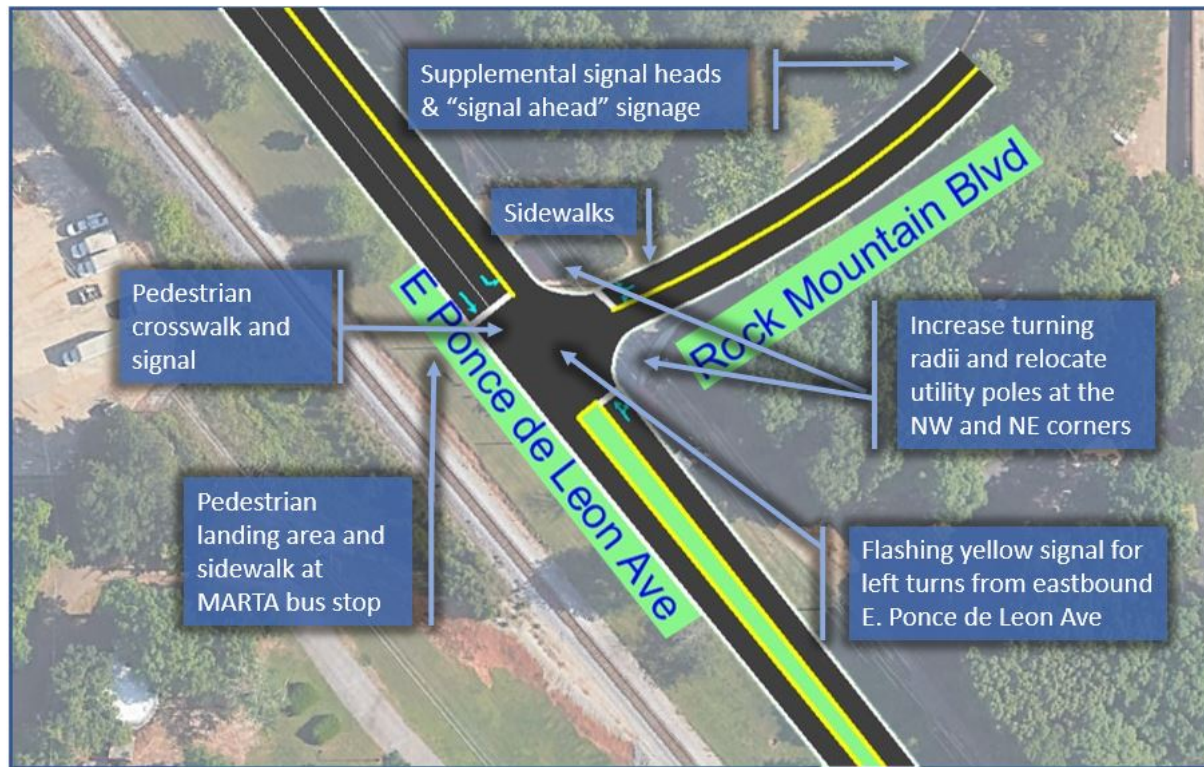 Supplemental signal heads
& “signal ahead” signage
Sidewalks
Rock Mountain Blvd
Pedestrian
crosswalk and
signal
E Ponce de Leon Ave
Increase turning
radii and relocate
utility poles at the
NW and NE corners
Pedestrian
landing area and
sidewalk at
MARTA bus stop
Flashing yellow signal for
left turns from eastbound
E. Ponce de Leon Ave